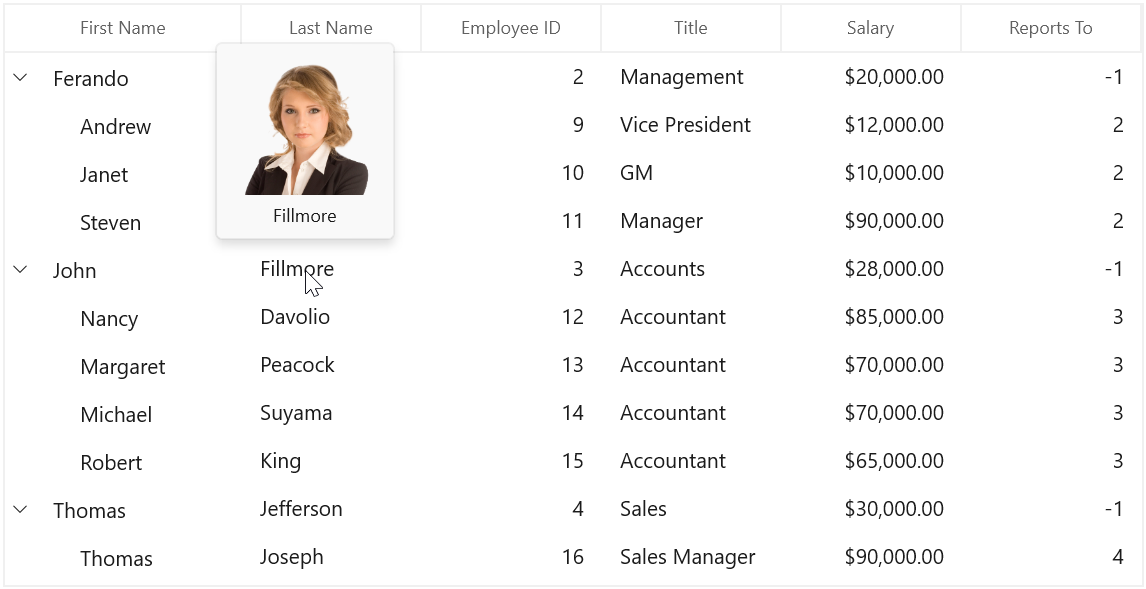 First Name Last Name Employee ID Title Salary Reports To
Ferando 2 Management $20,000.00 -1
Andrew 9 Vice President $12,000.00 2
Janet 10 GM $10,000.00 2
Steven 11 Manager $90,000.00 2
Fillmore
John Fillmore 3 Accounts $28,000.00 -1
Nancy Davolio 12 Accountant $85,000.00 3
Margaret Peacock 13 Accountant $70,000.00 3
Michael Suyama 14 Accountant $70,000.00 3
Robert King 15 Accountant $65,000.00 3
Thomas Jefferson 4 Sales $30,000.00 -1
Thomas Joseph 16 Sales Manager $90,000.00 4